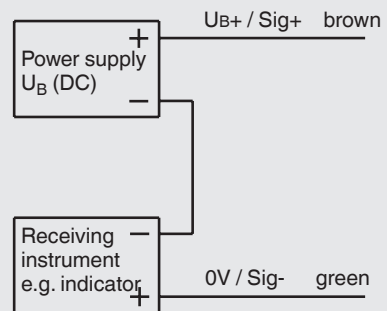 UB+ / Sig+ brown
+
Power supply
UB (DC)
−
Receiving −
instrument
e.g. indicator
+
0V / Sig- green